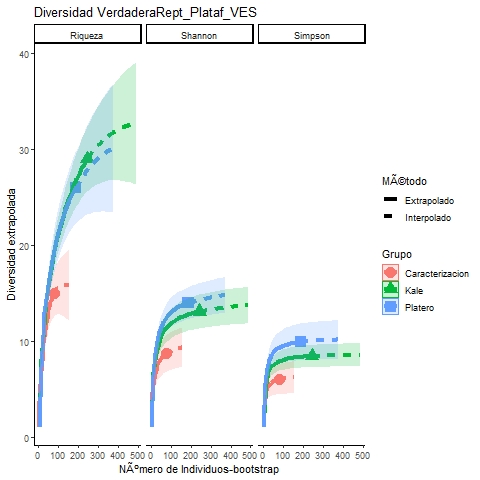 Diversidad VerdaderaRept_Plataf_VES
Riqueza Shannon Simpson
Diversidad extrapolada
40
30
20
10
0
0 100 200 300 400 500 0 100 200 300 400 500 0 100 200 300 400 500
NÃºmero de Individuos-bootstrap
MÃ©todo
Extrapolado
Interpolado
Grupo
Caracterizacion
Kale
Platero